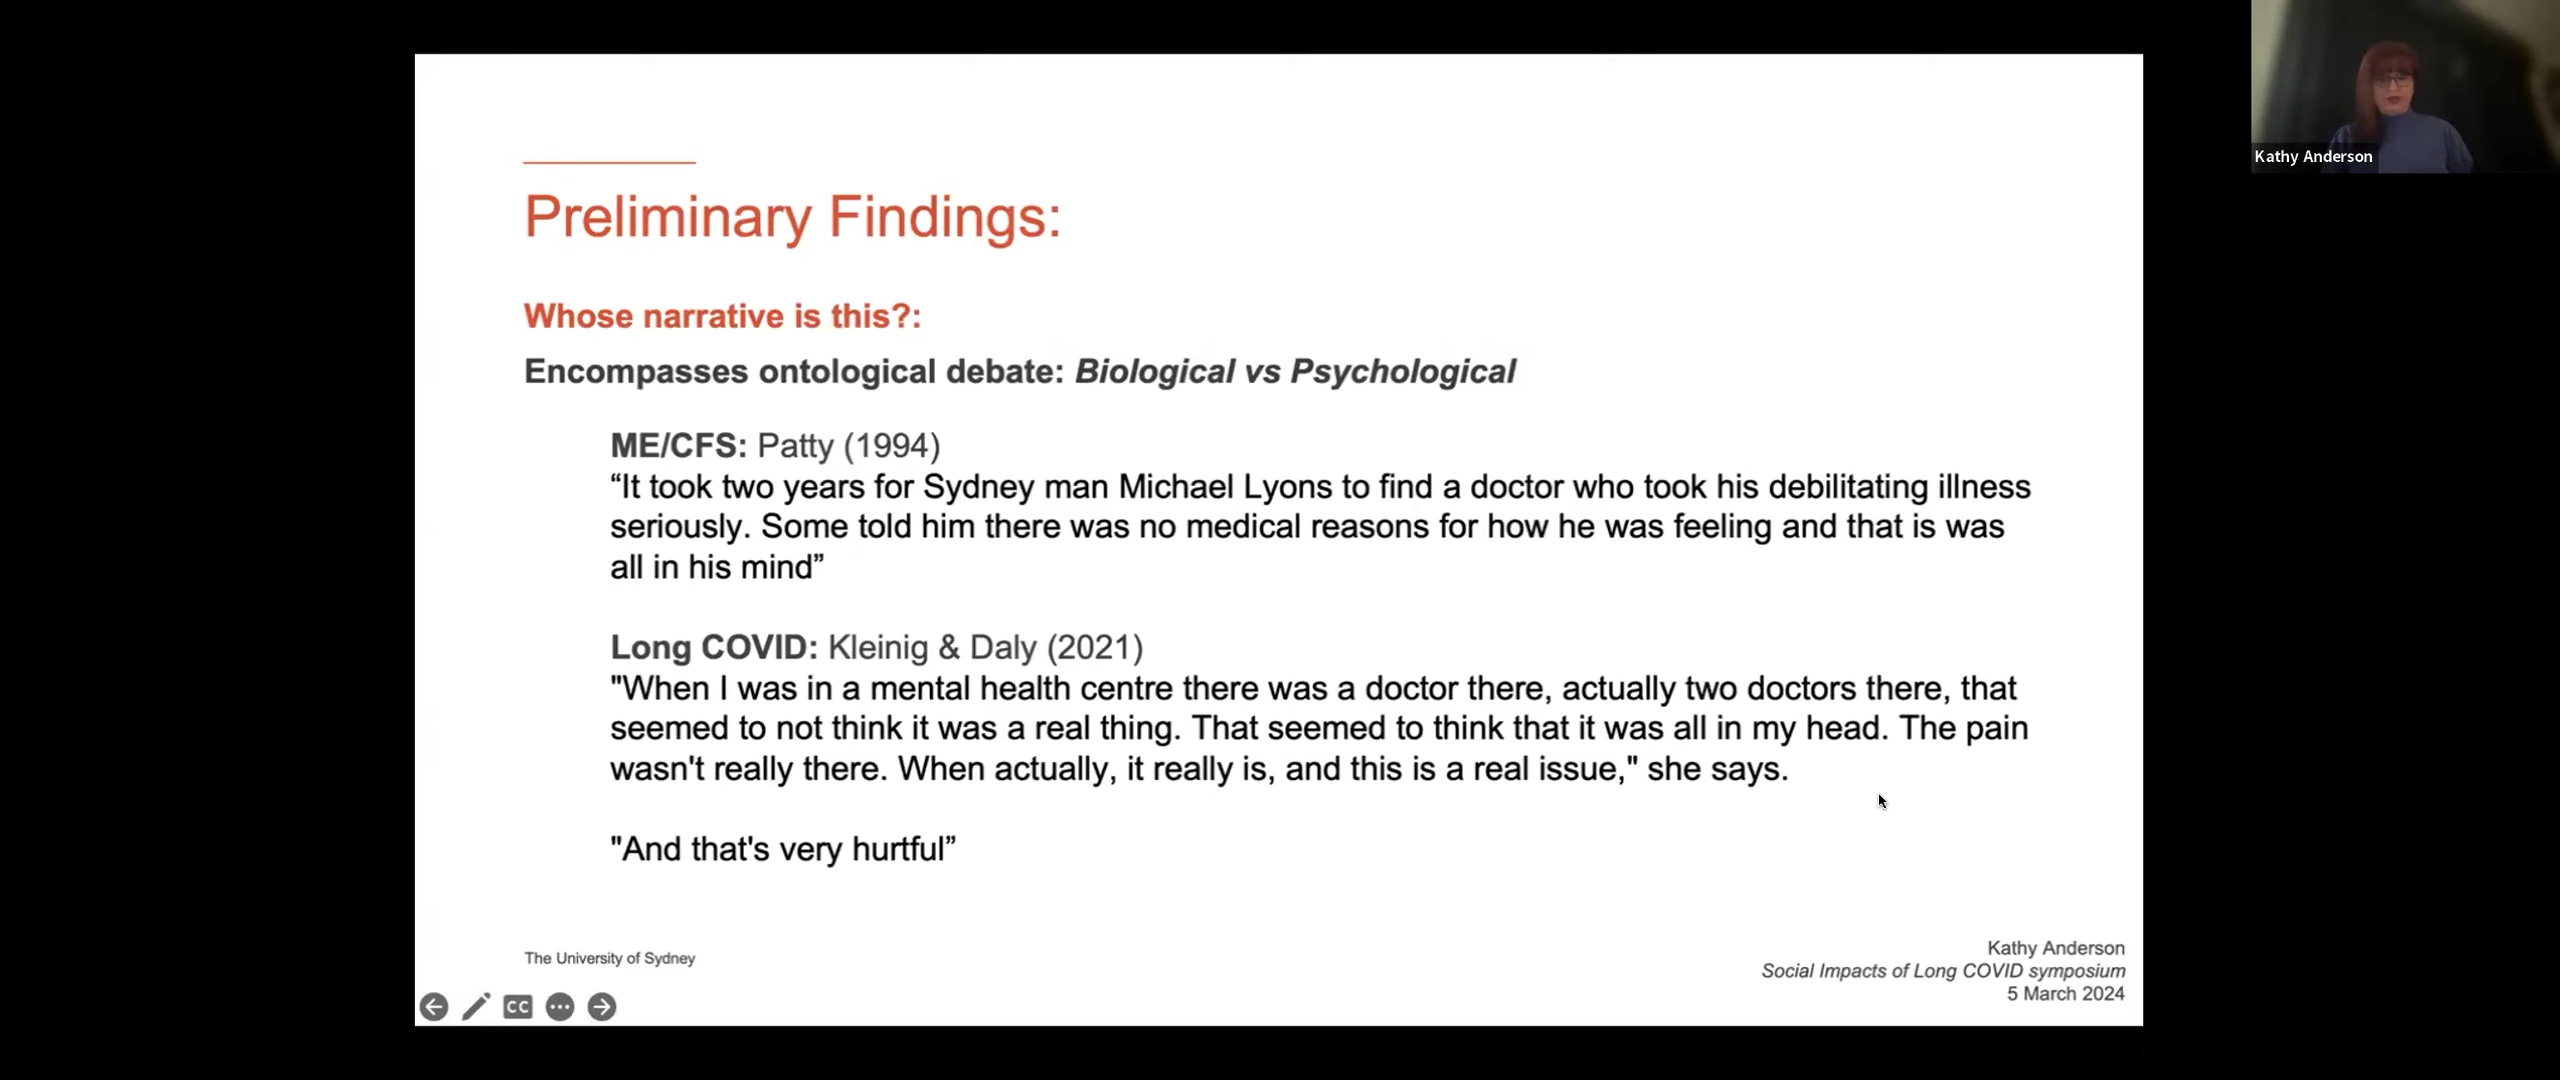 Kathy Anderson
Preliminary Findings:
Whose narrative is this?:
Encompasses ontological debate: Biological vs Psychological
ME/CFS: Patty (1994)
“It took two years for Sydney man Michael Lyons to find a doctor who took his debilitating illness
seriously. Some told him there was no medical reasons for how he was feeling and that is was
all in his mind”
Long COVID: Kleinig & Daly (2021)
"When I was in a mental health centre there was a doctor there, actually two doctors there, that
seemed to not think it was a real thing. That seemed to think that it was all in my head. The pain
wasn't really there. When actually, it really is, and this is a real issue," she says.
"And that's very hurtful”
The University of Sydney
Kathy Anderson
Social Impacts of Long COVID symposium
5 March 2024
CC